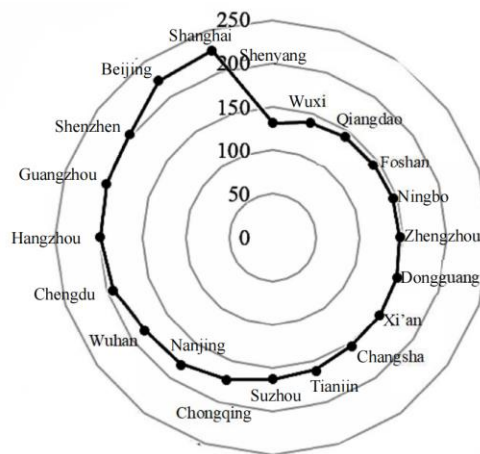 250
Shanghai
200
Shenyang
Beijing
150
Wuxi
Qiangdao
Shenzhen
100
Foshan
Guangzhou
50
Ningbo
Hangzhou
0
Zhengzhou
Chengdu
Dongguang
Wuhan
Xi'an
Nanjing
Changsha
Chongqing
Suzhou
Tianjin